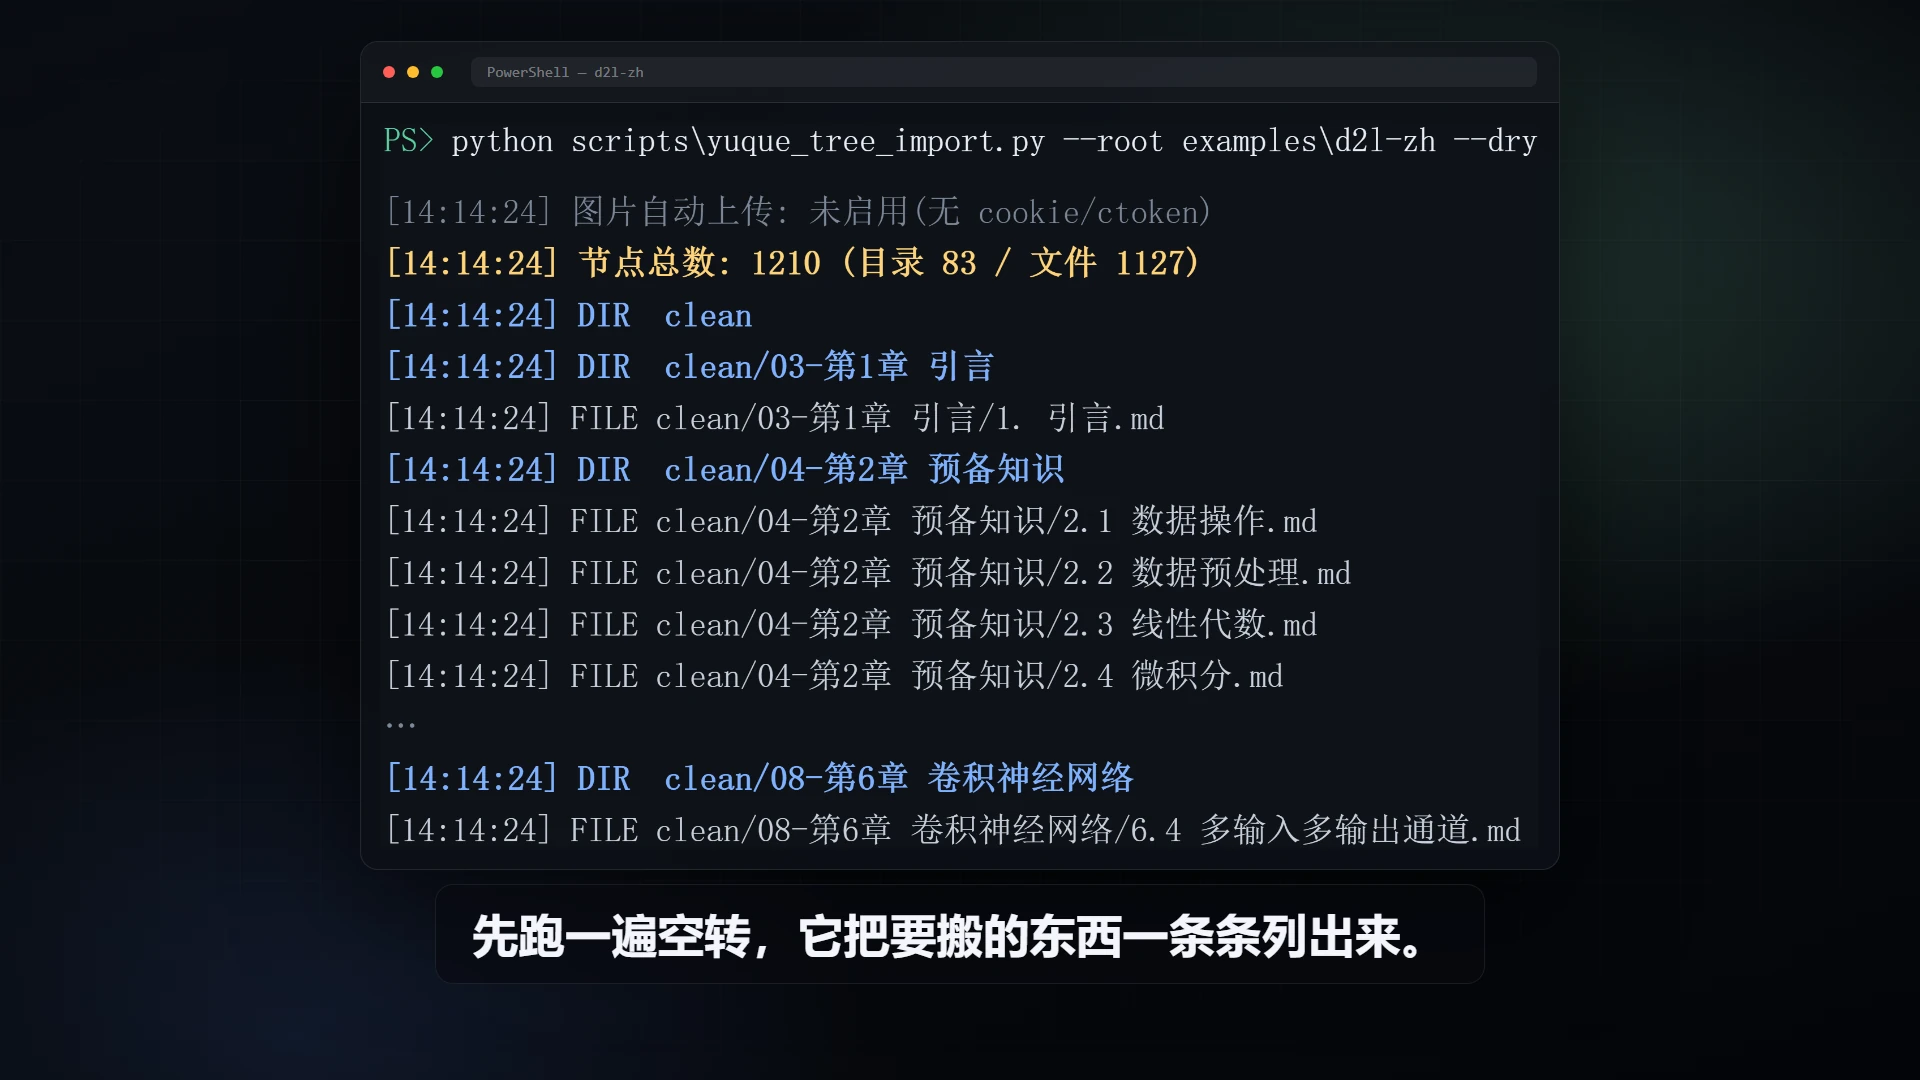 PowerShell — d2l-zh
PS> python scripts\yuque_tree_import.py --root examples\d2l-zh --dry
[14:14:24] 图片自动上传: 未启用(无 cookie/ctoken)
[14:14:24] 节点总数: 1210 (目录 83 / 文件 1127)
[14:14:24] DIR  clean
[14:14:24] DIR  clean/03-第1章 引言
[14:14:24] FILE clean/03-第1章 引言/1. 引言.md
[14:14:24] DIR  clean/04-第2章 预备知识
[14:14:24] FILE clean/04-第2章 预备知识/2.1 数据操作.md
[14:14:24] FILE clean/04-第2章 预备知识/2.2 数据预处理.md
[14:14:24] FILE clean/04-第2章 预备知识/2.3 线性代数.md
[14:14:24] FILE clean/04-第2章 预备知识/2.4 微积分.md
…
[14:14:24] DIR  clean/08-第6章 卷积神经网络
[14:14:24] FILE clean/08-第6章 卷积神经网络/6.4 多输入多输出通道.md
先跑一遍空转，它把要搬的东西一条条列出来。